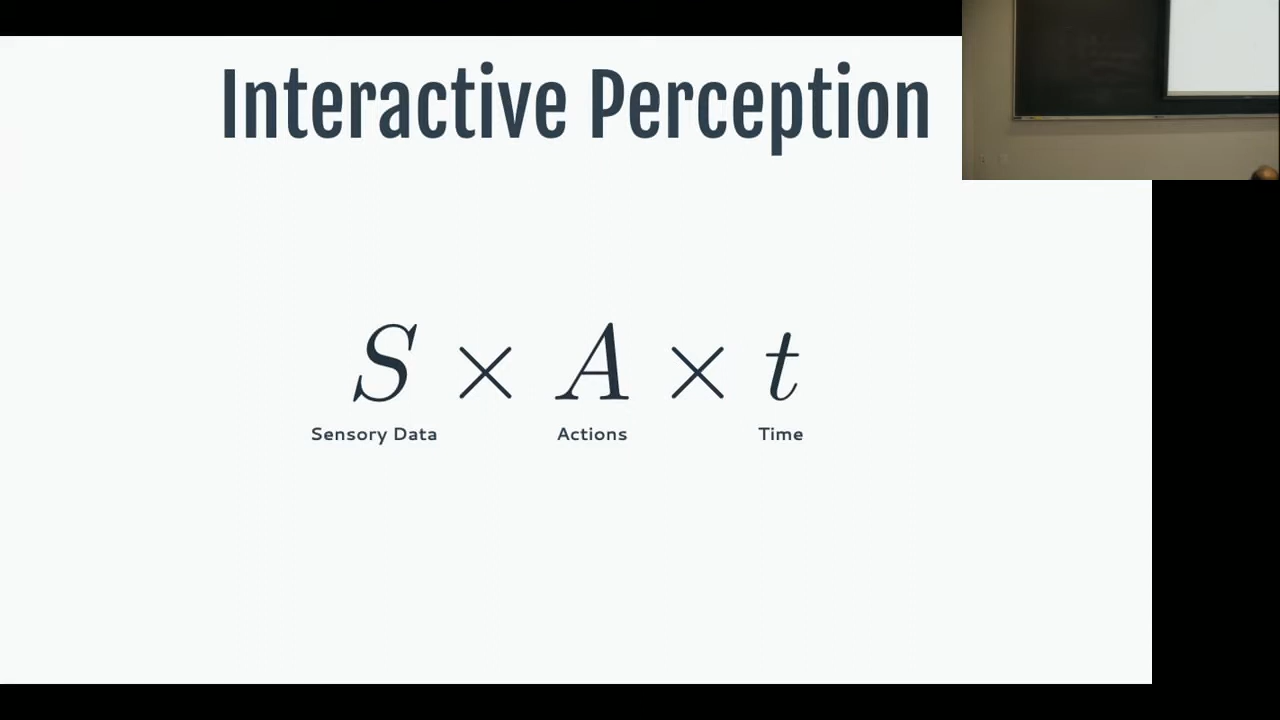 Interactive Perception
S × A × t
Sensory Data Actions Time